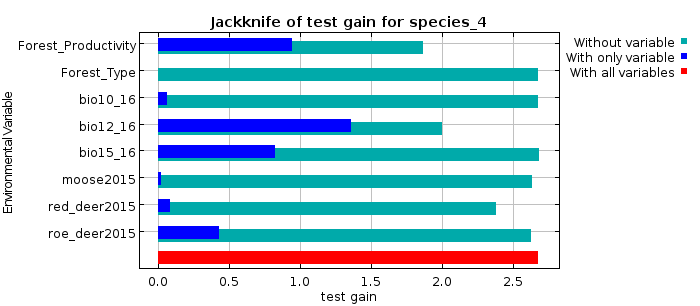 Jackknife of test gain for species_4
Environmental Variable
Forest_Productivity
Forest_Type
bio10_16
bio12_16
bio15_16
moose2015
red_deer2015
roe_deer2015
0.0 0.5 1.0 1.5 2.0 2.5
test gain
Without variable
With only variable
With all variables